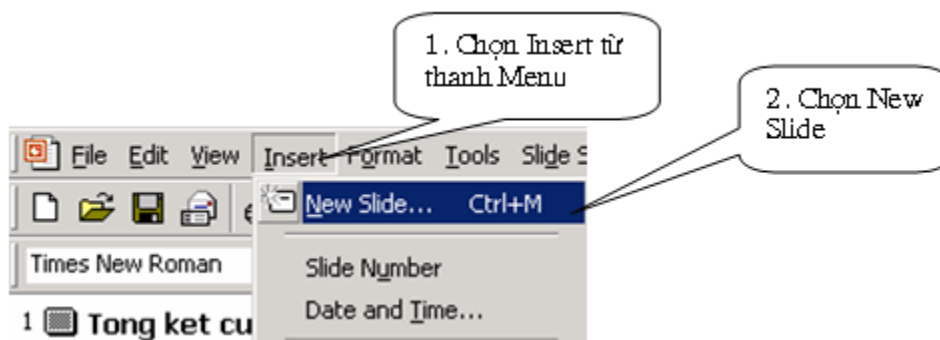 1. Chọn Insert từ
thanh Menu
2. Chọn New
Slide
File Edit View Insert Format Tools Slide S
New Slide... Ctrl+M
Times New Roman
Slide Number
Date and Time...
1 Tong ket cu